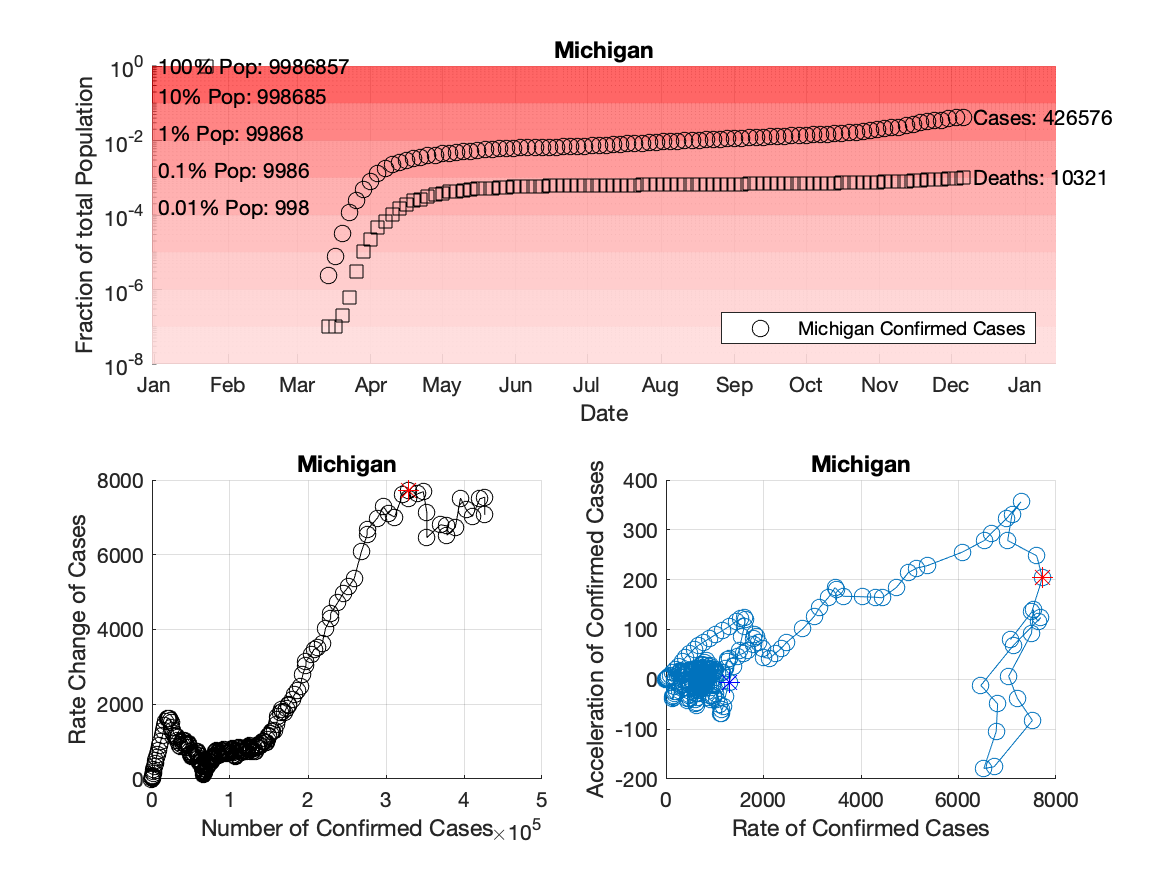 Michigan
10^0
10^-2
10^-4
10^-6
10^-8
Fraction of total Population
100% Pop: 9986857
10% Pop: 998685
1% Pop: 99868
0.1% Pop: 9986
0.01% Pop: 998
Cases: 426576
Deaths: 10321
Michigan Confirmed Cases
Jan Feb Mar Apr May Jun Jul Aug Sep Oct Nov Dec Jan
Date
Michigan
8000
6000
4000
2000
0
Rate Change of Cases
0 1 2 3 4 5
Number of Confirmed Cases ×10^5
Michigan
400
300
200
100
0
-100
-200
Acceleration of Confirmed Cases
0 2000 4000 6000 8000
Rate of Confirmed Cases